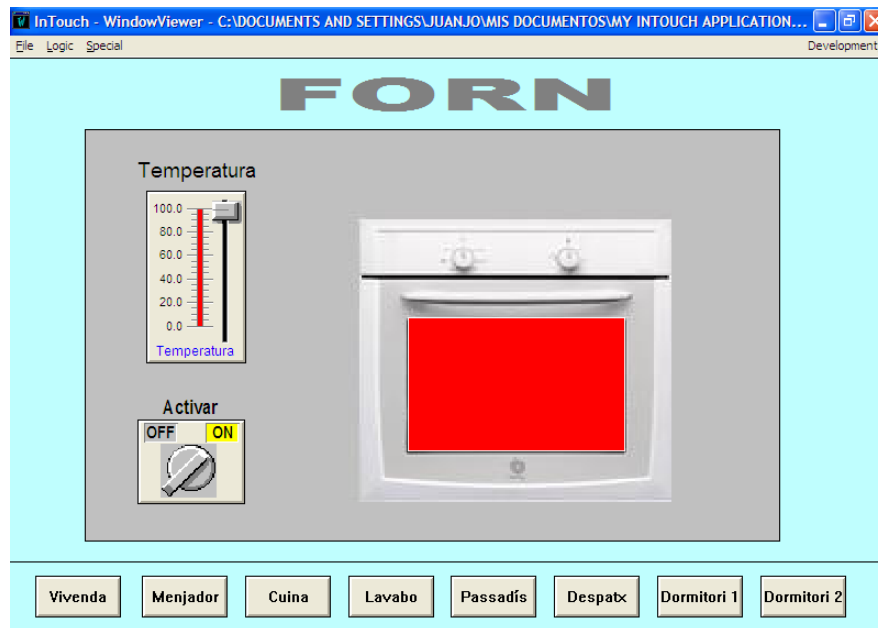 InTouch - WindowViewer - C:\DOCUMENTS AND SETTINGS\JUANJO\MIS DOCUMENTOS\MY INTOUCH APPLICATION...
File Logic Special Development
FORN
Temperatura
100.0
80.0
60.0
40.0
20.0
0.0
Temperatura
Activar
OFF ON
Vivenda Menjador Cuina Lavabo Passadís Despatx Dormitori 1 Dormitori 2